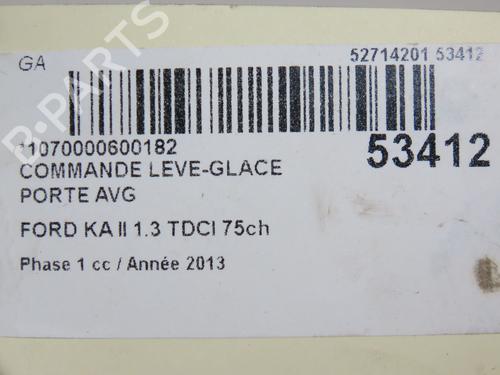 GA
52714201 53412
*1070000600182
53412
COMMANDE LEVE-GLACE
PORTE AVG
FORD KA II 1.3 TDCI 75ch
Phase 1 cc / Année 2013
B-PARTS